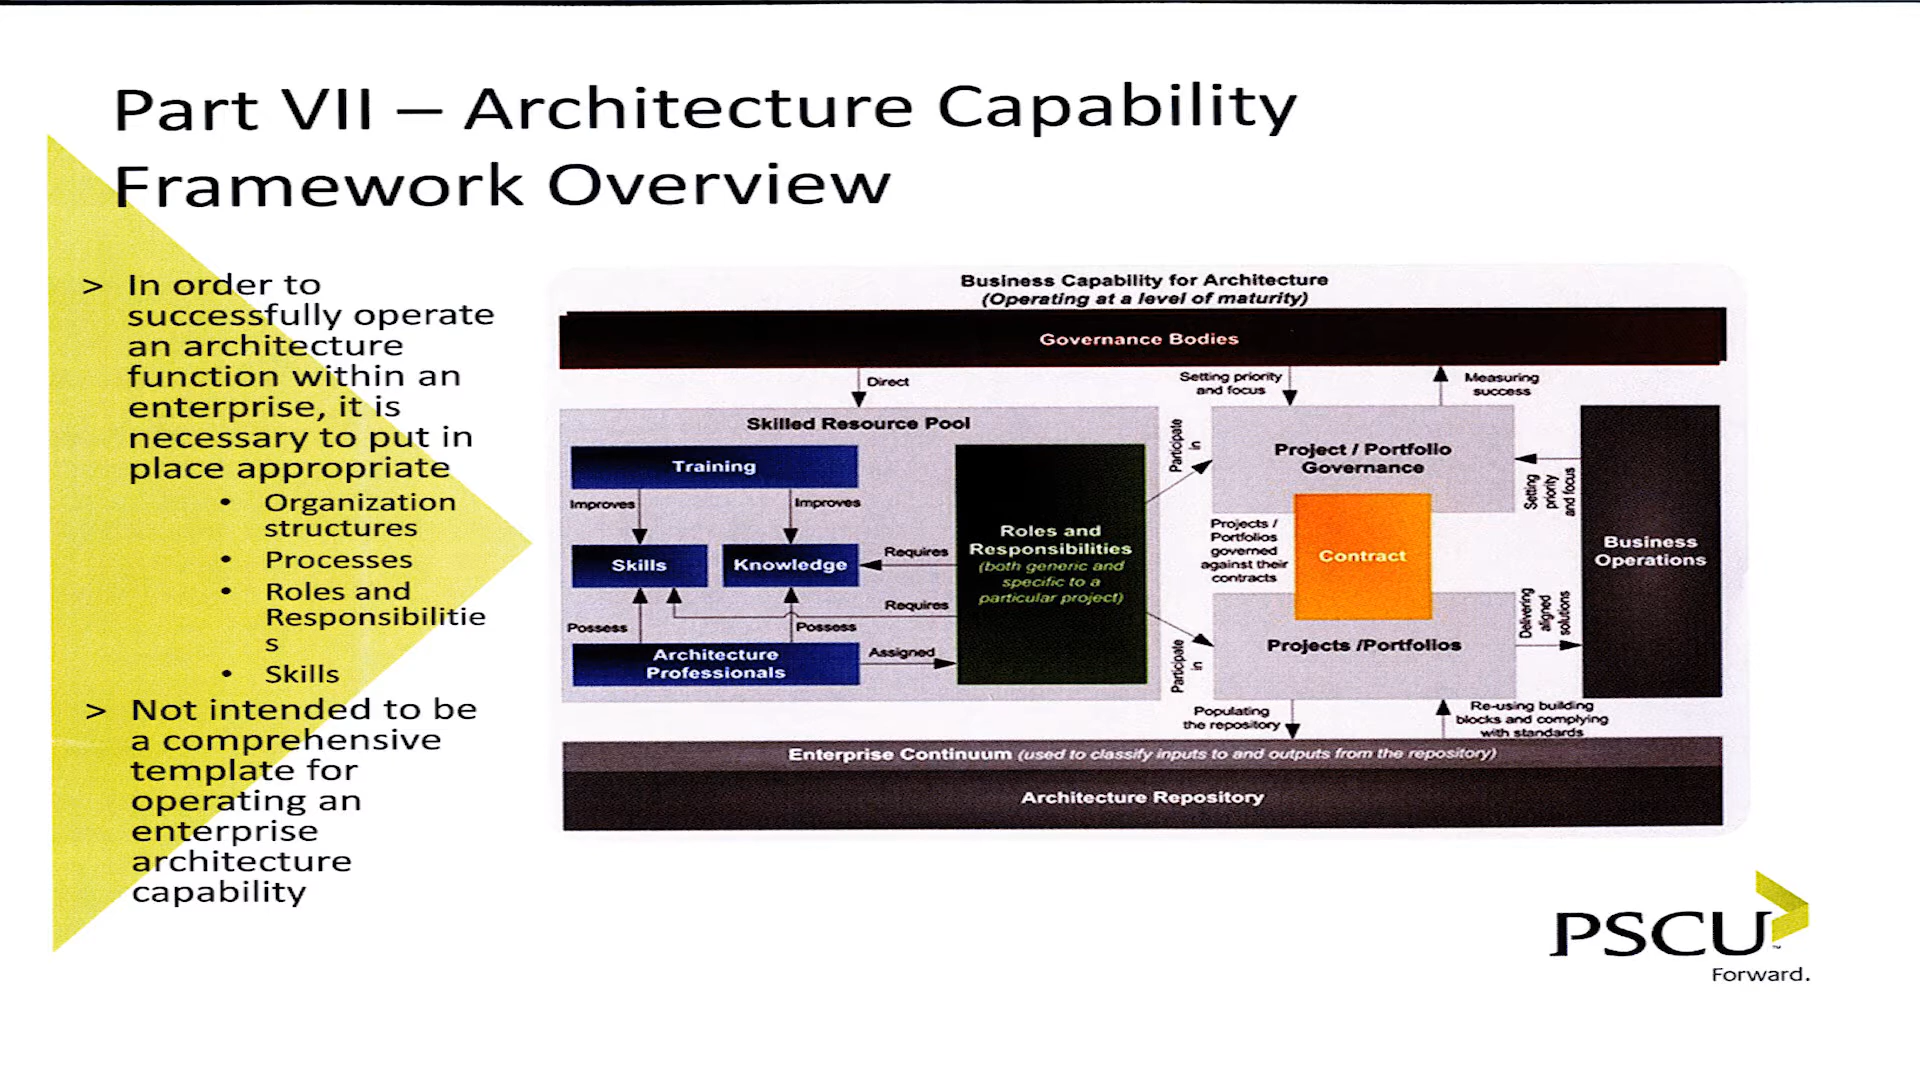 Part VII – Architecture Capability
Framework Overview
> In order to
successfully operate
an architecture
function within an
enterprise, it is
necessary to put in
place appropriate
• Organization
structures
• Processes
• Roles and
Responsibilitie
s
• Skills
> Not intended to be
a comprehensive
template for
operating an
enterprise
architecture
capability
Business Capability for Architecture
(Operating at a level of maturity)
Governance Bodies
Direct
Setting priority
and focus
Measuring
success
Skilled Resource Pool
Training
Improves
Improves
Skills
Knowledge
Requires
Requires
Possess
Possess
Architecture
Professionals
Assigned
Roles and
Responsibilities
(both generic and
specific to a
particular project)
Participate
in
Participate
in
Project / Portfolio
Governance
Projects /
Portfolios
governed
against their
contracts
Contract
Projects /Portfolios
Setting
priority
and focus
Delivering
aligned
solutions
Business
Operations
Populating
the repository
Re-using building
blocks and complying
with standards
Enterprise Continuum (used to classify inputs to and outputs from the repository)
Architecture Repository
PSCU
Forward.